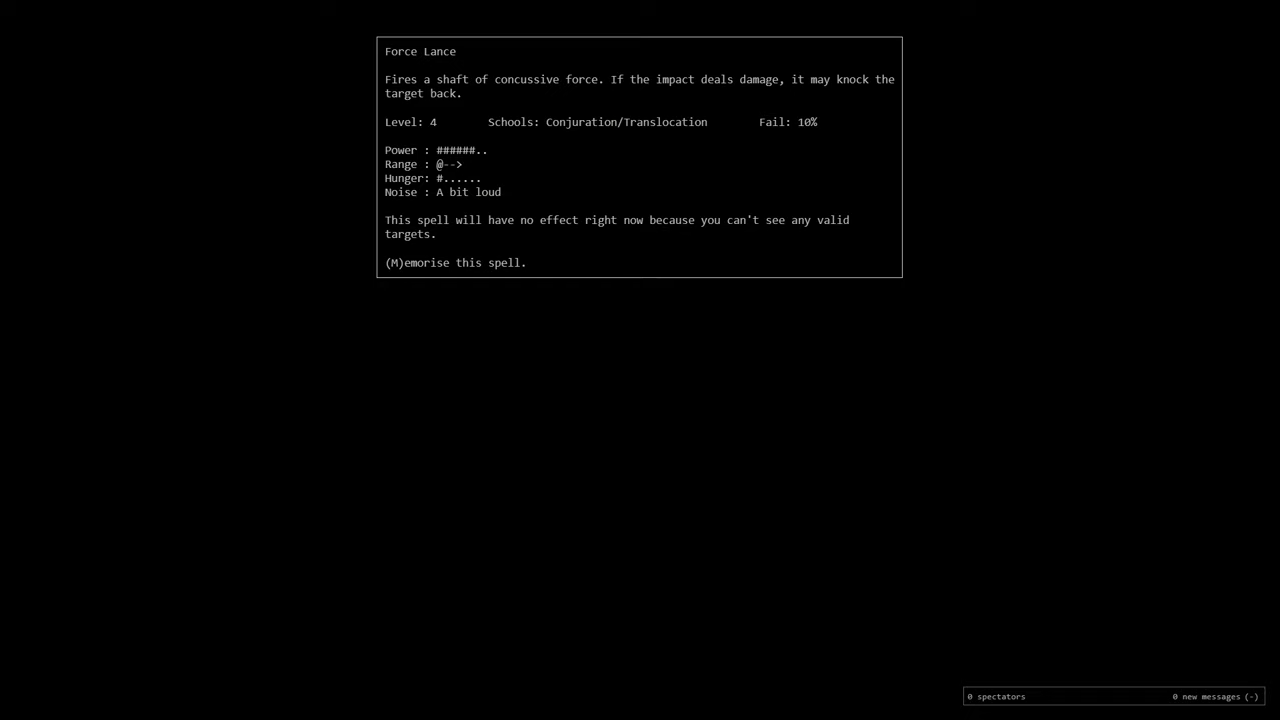 Force Lance
Fires a shaft of concussive force. If the impact deals damage, it may knock the
target back.
Level: 4 Schools: Conjuration/Translocation Fail: 10%
Power : ######..
Range : @-->
Hunger: #......
Noise : A bit loud
This spell will have no effect right now because you can't see any valid
targets.
(M)emorise this spell.
0 spectators 0 new messages (-)